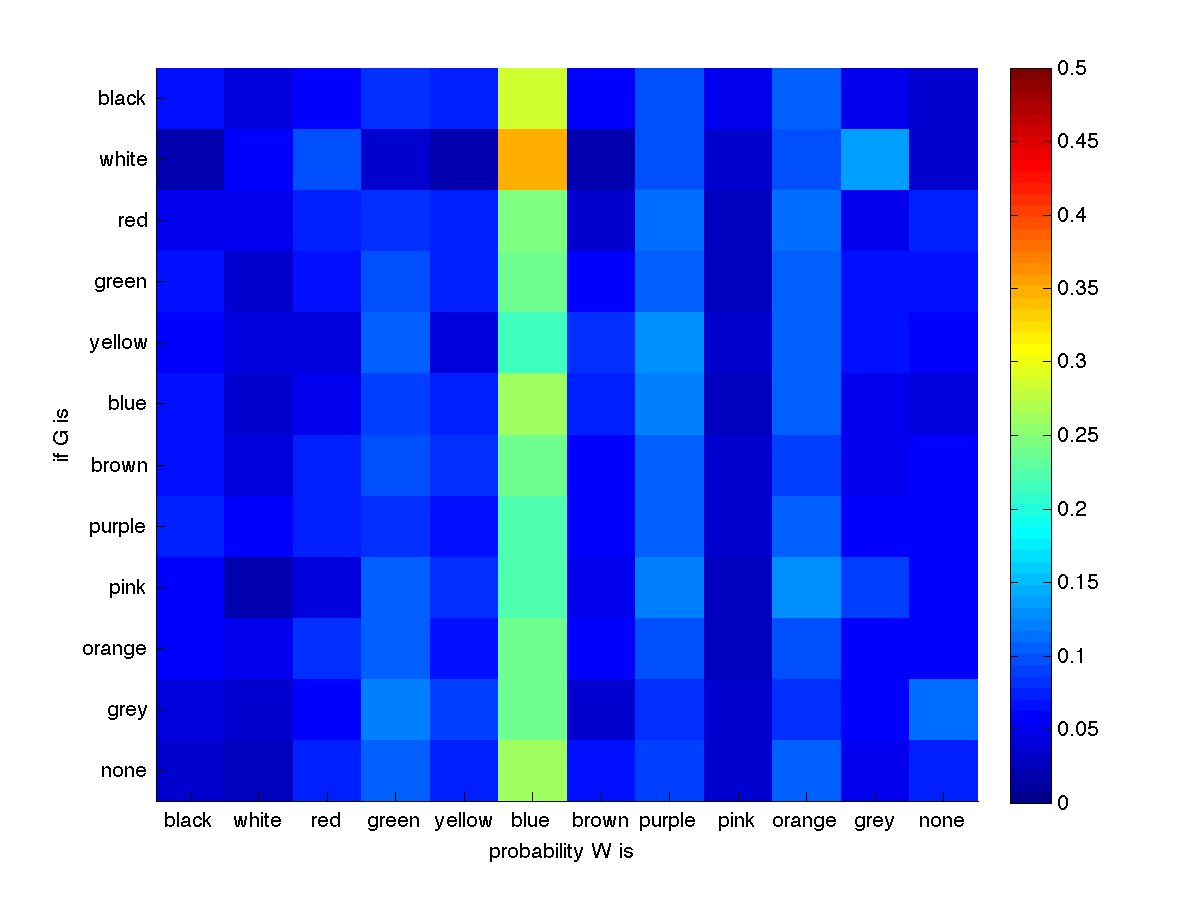 black
white
red
green
yellow
blue
brown
purple
pink
orange
grey
none
if G is
black white red green yellow blue brown purple pink orange grey none
probability W is
0.5
0.45
0.4
0.35
0.3
0.25
0.2
0.15
0.1
0.05
0